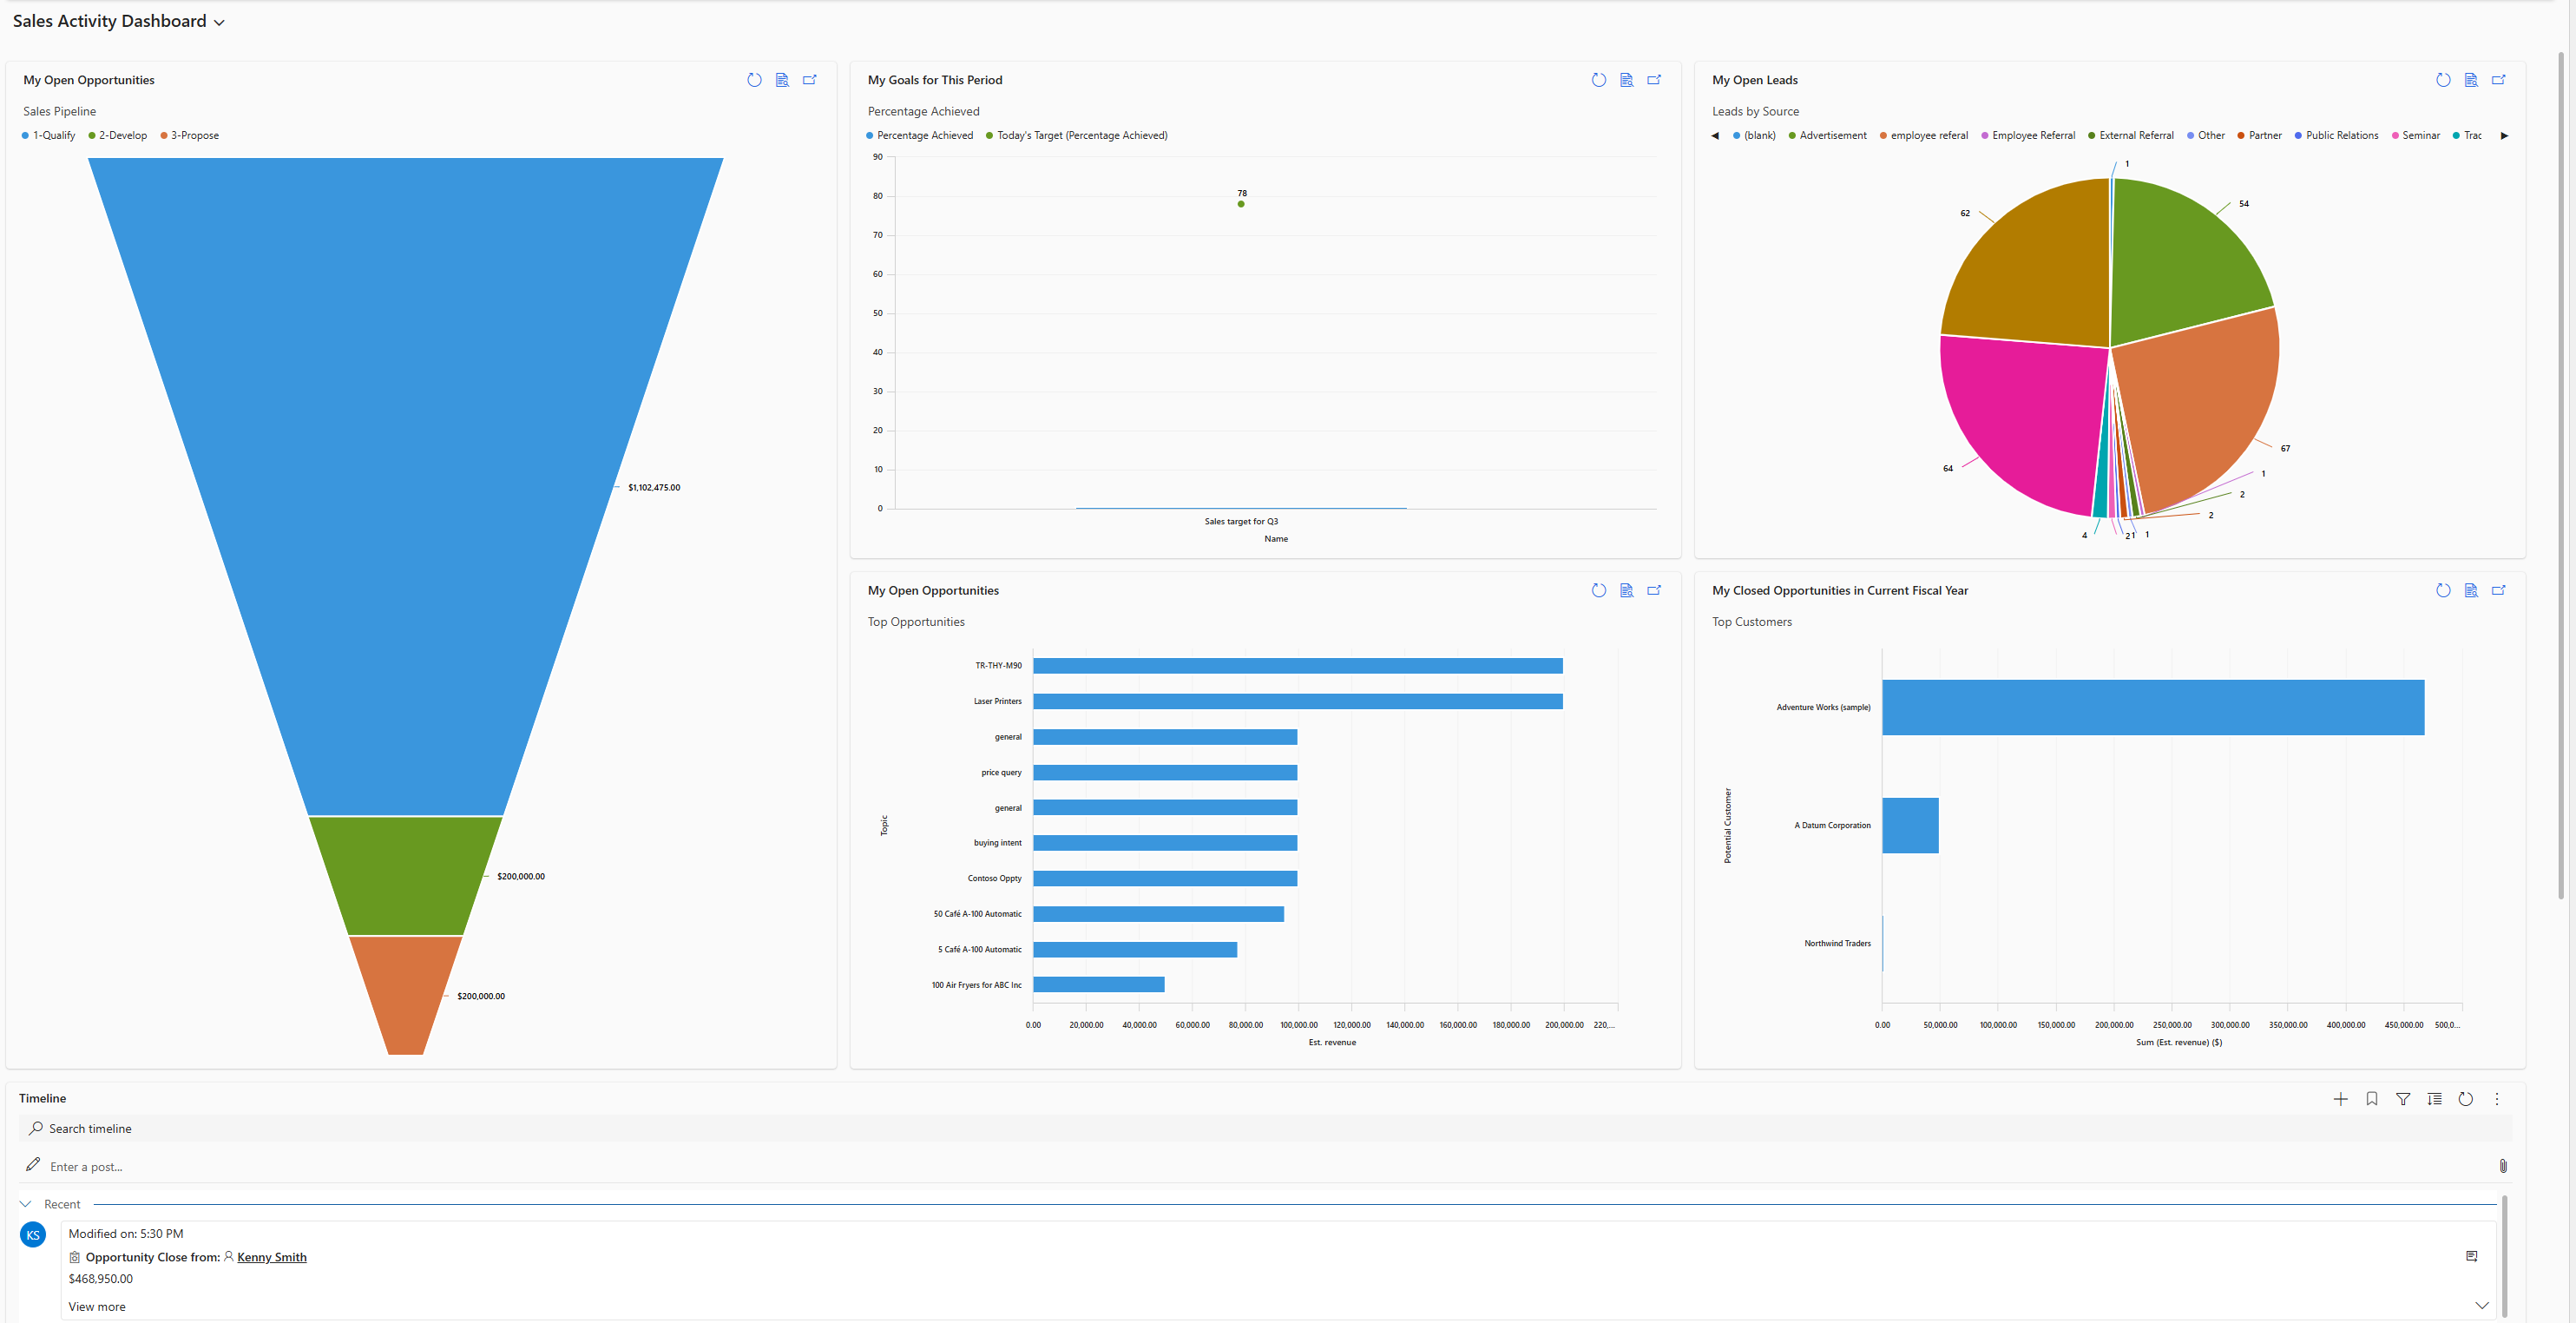 Sales Activity Dashboard
My Open Opportunities
Sales Pipeline
1-Qualify 2-Develop 3-Propose
$1,102,475.00
$200,000.00
$200,000.00
My Goals for This Period
Percentage Achieved
Percentage Achieved Today's Target (Percentage Achieved)
90
80
70
60
50
40
30
20
10
0
78
Sales target for Q3
Name
My Open Leads
Leads by Source
(blank) Advertisement employee referal Employee Referral External Referral Other Partner Public Relations Seminar Trac
1
54
62
67
64
1
2
2
4 2 1 1
My Open Opportunities
Top Opportunities
Topic
TR-THY-M90
Laser Printers
general
price query
general
buying intent
Contoso Oppty
50 Café A-100 Automatic
5 Café A-100 Automatic
100 Air Fryers for ABC Inc
0.00 20,000.00 40,000.00 60,000.00 80,000.00 100,000.00 120,000.00 140,000.00 160,000.00 180,000.00 200,000.00 220,...
Est. revenue
My Closed Opportunities in Current Fiscal Year
Top Customers
Potential Customer
Adventure Works (sample)
A Datum Corporation
Northwind Traders
0.00 50,000.00 100,000.00 150,000.00 200,000.00 250,000.00 300,000.00 350,000.00 400,000.00 450,000.00 500,0...
Sum (Est. revenue) ($)
Timeline
Search timeline
Enter a post...
Recent
KS
Modified on: 5:30 PM
Opportunity Close from: Kenny Smith
$468,950.00
View more